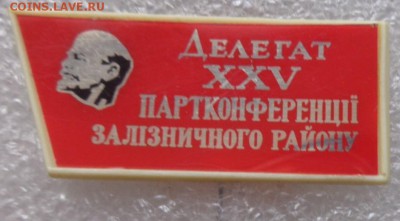 COINS.LAVE.RU
ДЕЛЕГАТ
XXV
ПАРТКОНФЕРЕНЦІЇ
ЗАЛІЗНИЧНОГО РАЙОНУ